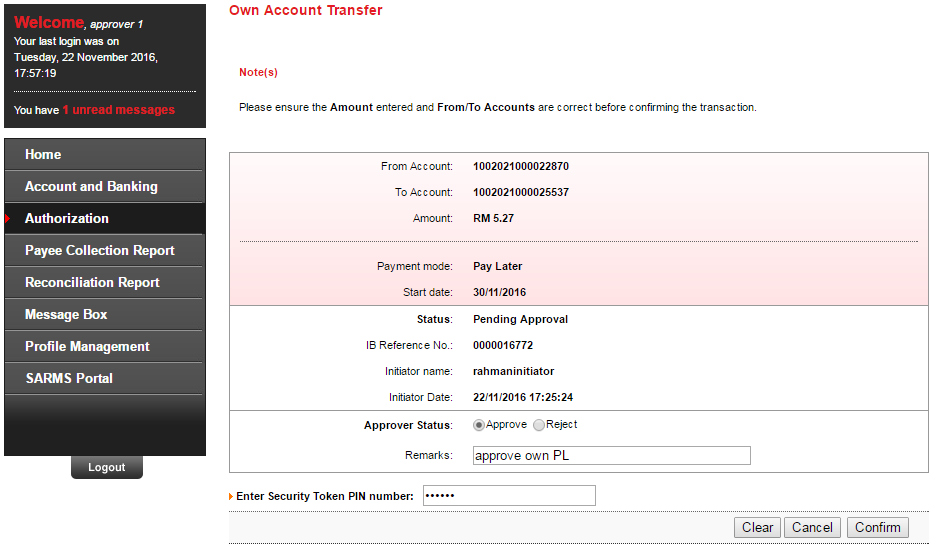 Welcome, approver 1
Your last login was on
Tuesday, 22 November 2016,
17:57:19
You have 1 unread messages
Home
Account and Banking
Authorization
Payee Collection Report
Reconciliation Report
Message Box
Profile Management
SARMS Portal
Logout
Own Account Transfer
Note(s)
Please ensure the Amount entered and From/To Accounts are correct before confirming the transaction.
From Account: 1002021000022870
To Account: 1002021000025537
Amount: RM 5.27
Payment mode: Pay Later
Start date: 30/11/2016
Status: Pending Approval
IB Reference No.: 0000016772
Initiator name: rahmaninitiator
Initiator Date: 22/11/2016 17:25:24
Approver Status: Approve Reject
Remarks: approve own PL
Enter Security Token PIN number: ••••••
Clear Cancel Confirm